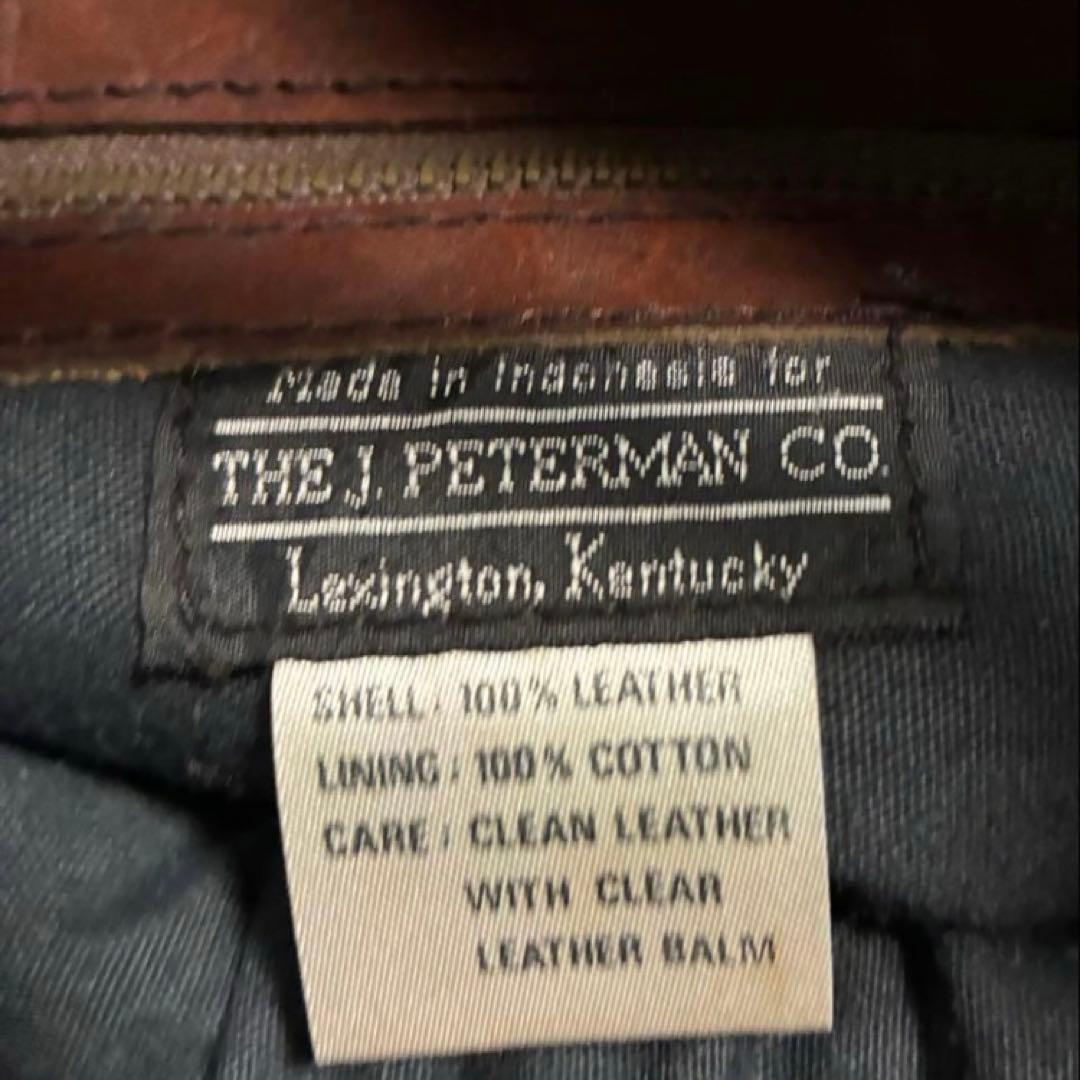 Made in Indonesia for
THE J. PETERMAN CO.
Lexington, Kentucky
SHELL : 100% LEATHER
LINING : 100% COTTON
CARE : CLEAN LEATHER
WITH CLEAR
LEATHER BALM